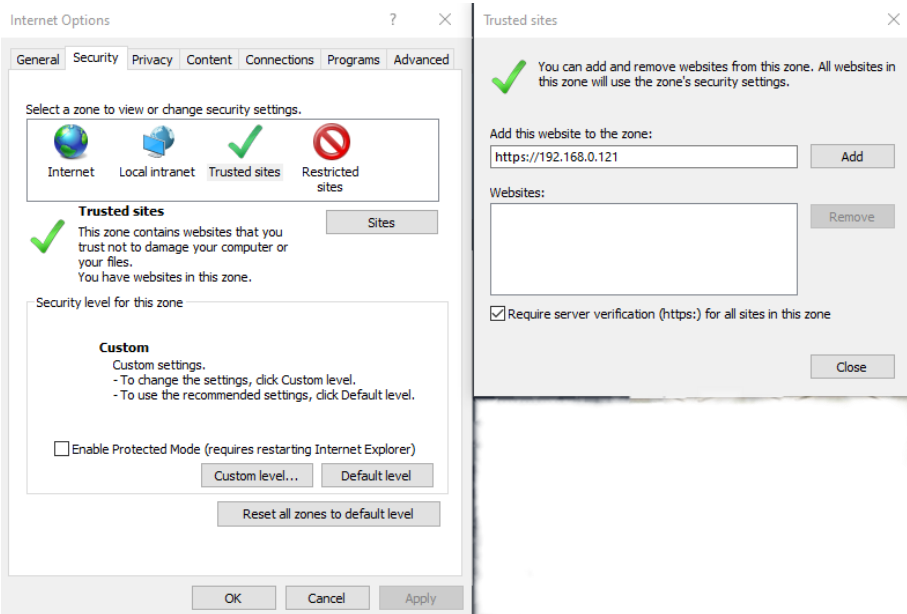 Internet Options
?
General Security Privacy Content Connections Programs Advanced
Select a zone to view or change security settings.
Internet
Local intranet
Trusted sites
Restricted
sites
Trusted sites
This zone contains websites that you
trust not to damage your computer or
your files.
You have websites in this zone.
Sites
Security level for this zone
Custom
Custom settings.
- To change the settings, click Custom level.
- To use the recommended settings, click Default level.
Enable Protected Mode (requires restarting Internet Explorer)
Custom level...
Default level
Reset all zones to default level
OK
Cancel
Apply
Trusted sites
You can add and remove websites from this zone. All websites in
this zone will use the zone's security settings.
Add this website to the zone:
https://192.168.0.121
Add
Websites:
Remove
Require server verification (https:) for all sites in this zone
Close